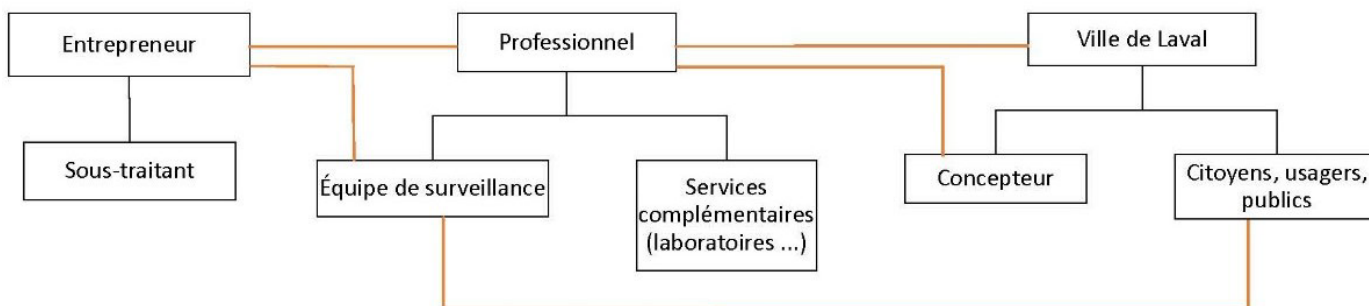 Entrepreneur
Professionnel
Ville de Laval
Sous-traitant
Équipe de surveillance
Services
complémentaires
(laboratoires ...)
Concepteur
Citoyens, usagers,
publics